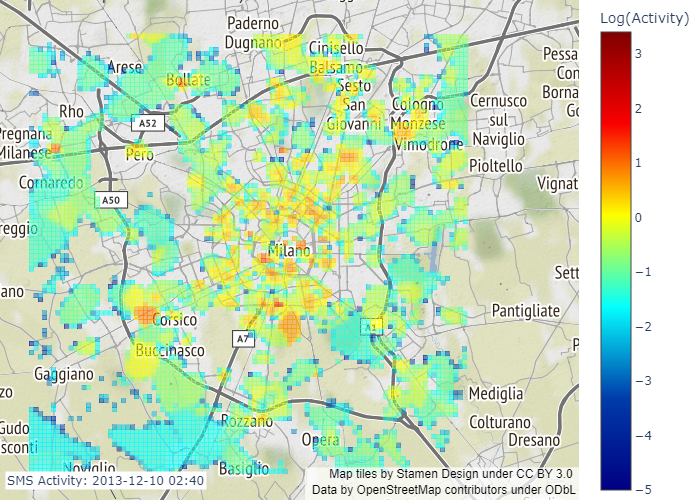 Log(Activity)
3
2
1
0
−1
−2
−3
−4
−5
Paderno
Dugnano
Cinisello
Balsamo
Arese
Bollate
Sesto
San
Giovanni
Cologno
Monzese
Cernusco
sul
Naviglio
Pessa
Borna
Rho
A52
Pregnana
Milanese
Pero
Vimodrone
Pioltello
Cornaredo
Vignat
A50
reggio
Milano
Sett
ano
Pantigliate
Corsico
A1
A7
Buccinasco
Gaggiano
Mediglia
Rozzano
Colturano
Opera
Dresano
Gudo
sconti
Noviglio
Basiglio
SMS Activity: 2013-12-10 02:40
Map tiles by Stamen Design under CC BY 3.0
Data by OpenStreetMap contributors under ODbL